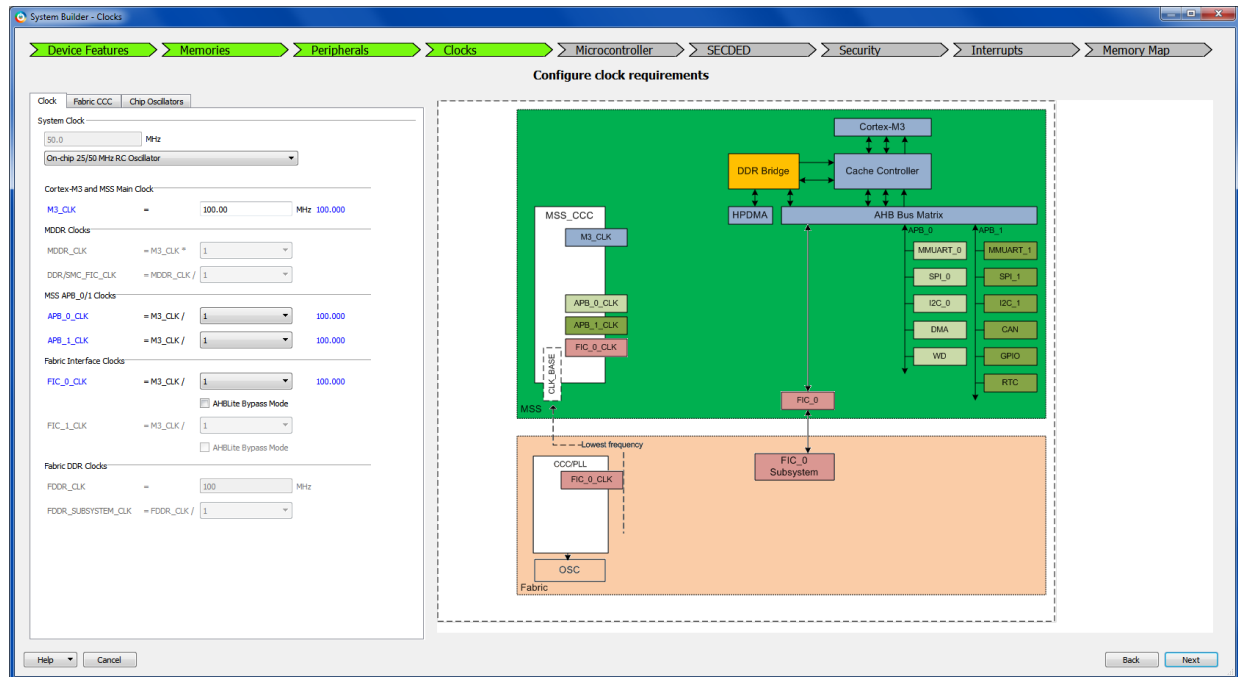 System Builder - Clocks
Device Features
Memories
Peripherals
Clocks
Microcontroller
SECDED
Security
Interrupts
Memory Map
Configure clock requirements
Clock
Fabric CCC
Chip Oscillators
System Clock
50.0 MHz
On-chip 25/50 MHz RC Oscillator
Cortex-M3 and MSS Main Clock
M3_CLK = 100.00 MHz 100.000
MDDR Clocks
MDDR_CLK = M3_CLK * 1
DDR/SMC_FIC_CLK = MDDR_CLK / 1
MSS APB_0/1 Clocks
APB_0_CLK = M3_CLK / 1 100.000
APB_1_CLK = M3_CLK / 1 100.000
Fabric Interface Clocks
FIC_0_CLK = M3_CLK / 1 100.000
AHBLite Bypass Mode
FIC_1_CLK = M3_CLK / 1
AHBLite Bypass Mode
Fabric DDR Clocks
FDDR_CLK = 100 MHz
FDDR_SUBSYSTEM_CLK = FDDR_CLK / 1
Cortex-M3
DDR Bridge
Cache Controller
HPDMA
AHB Bus Matrix
MSS_CCC
M3_CLK
APB_0_CLK
APB_1_CLK
FIC_0_CLK
CLK_BASE
MSS
APB_0
APB_1
MMUART_0
MMUART_1
SPI_0
SPI_1
I2C_0
I2C_1
DMA
CAN
WD
GPIO
RTC
FIC_0
Lowest frequency
CCC/PLL
FIC_0_CLK
FIC_0
Subsystem
OSC
Fabric
Help
Cancel
Back
Next